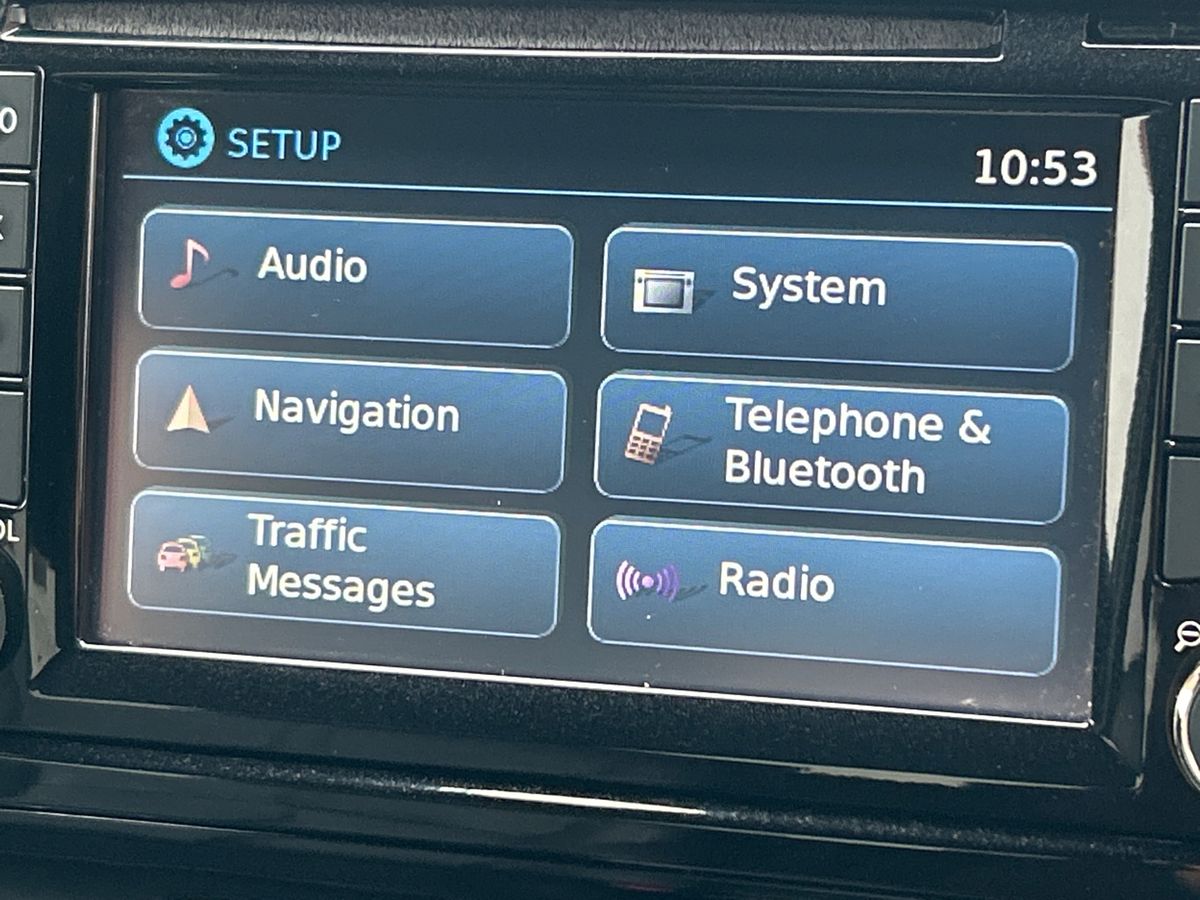 SETUP
10:53
Audio
System
Navigation
Telephone &
Bluetooth
Traffic
Messages
Radio